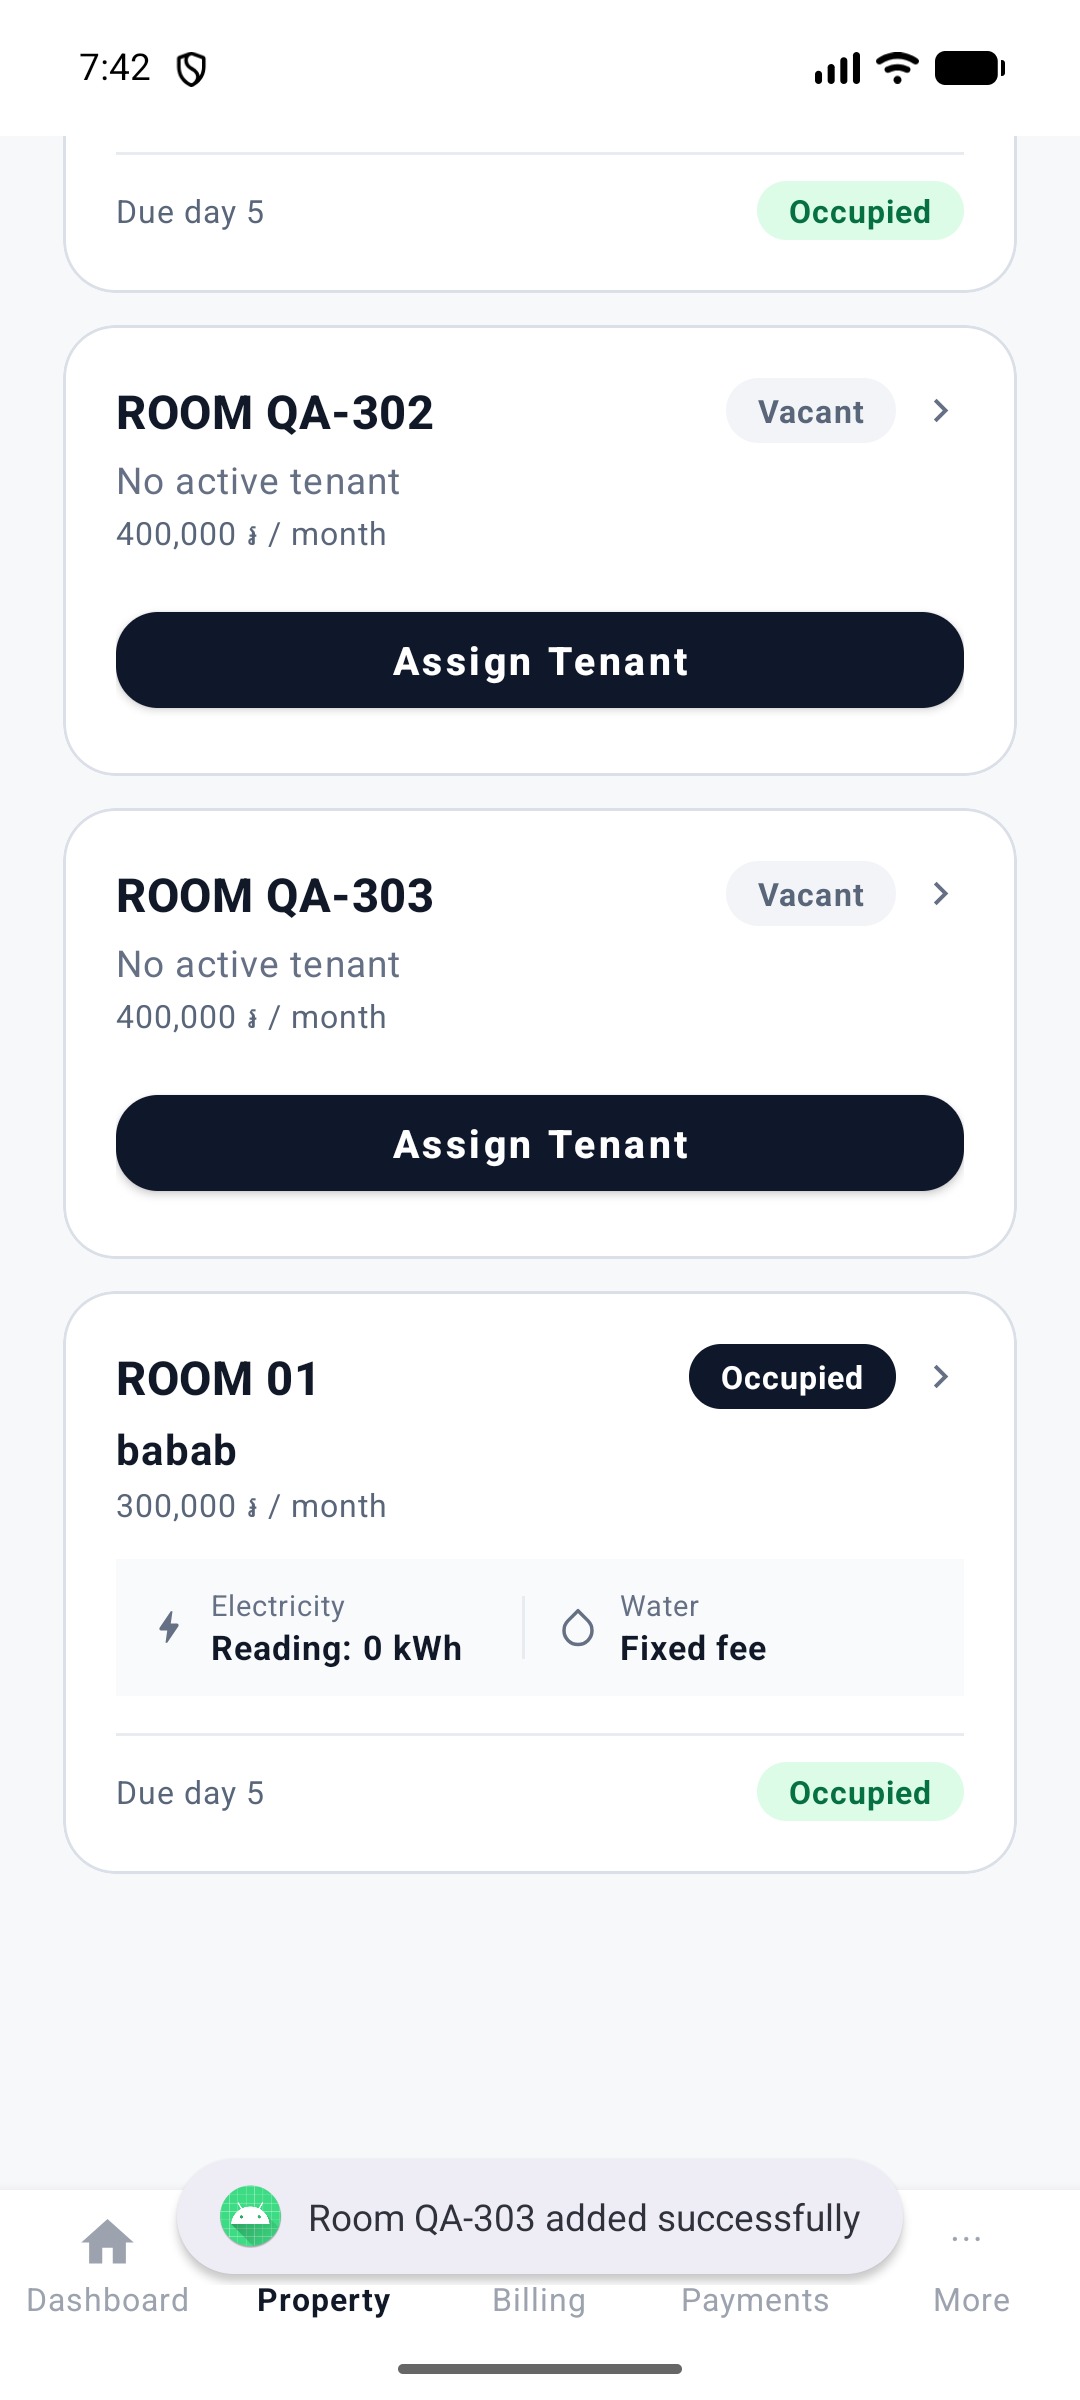 7:42
Due day 5
Occupied
ROOM QA-302
Vacant
No active tenant
400,000 ៛ / month
Assign Tenant
ROOM QA-303
Vacant
No active tenant
400,000 ៛ / month
Assign Tenant
ROOM 01
Occupied
babab
300,000 ៛ / month
Electricity
Reading: 0 kWh
Water
Fixed fee
Due day 5
Occupied
Room QA-303 added successfully
Dashboard
Property
Billing
Payments
More